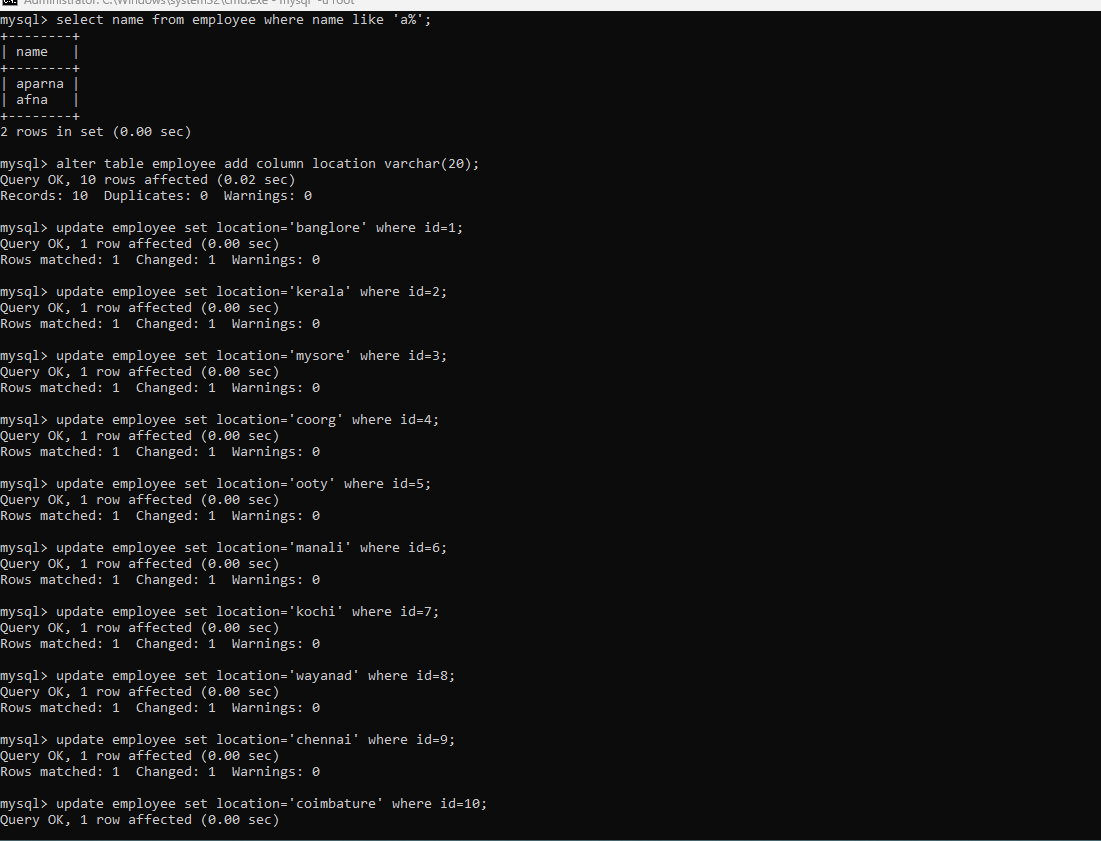 Administrator: C:\Windows\system32\cmd.exe - mysql -u root
mysql> select name from employee where name like 'a%';
+--------+
| name   |
+--------+
| aparna |
| afna   |
+--------+
2 rows in set (0.00 sec)
mysql> alter table employee add column location varchar(20);
Query OK, 10 rows affected (0.02 sec)
Records: 10  Duplicates: 0  Warnings: 0
mysql> update employee set location='banglore' where id=1;
Query OK, 1 row affected (0.00 sec)
Rows matched: 1  Changed: 1  Warnings: 0
mysql> update employee set location='kerala' where id=2;
Query OK, 1 row affected (0.00 sec)
Rows matched: 1  Changed: 1  Warnings: 0
mysql> update employee set location='mysore' where id=3;
Query OK, 1 row affected (0.00 sec)
Rows matched: 1  Changed: 1  Warnings: 0
mysql> update employee set location='coorg' where id=4;
Query OK, 1 row affected (0.00 sec)
Rows matched: 1  Changed: 1  Warnings: 0
mysql> update employee set location='ooty' where id=5;
Query OK, 1 row affected (0.00 sec)
Rows matched: 1  Changed: 1  Warnings: 0
mysql> update employee set location='manali' where id=6;
Query OK, 1 row affected (0.00 sec)
Rows matched: 1  Changed: 1  Warnings: 0
mysql> update employee set location='kochi' where id=7;
Query OK, 1 row affected (0.00 sec)
Rows matched: 1  Changed: 1  Warnings: 0
mysql> update employee set location='wayanad' where id=8;
Query OK, 1 row affected (0.00 sec)
Rows matched: 1  Changed: 1  Warnings: 0
mysql> update employee set location='chennai' where id=9;
Query OK, 1 row affected (0.00 sec)
Rows matched: 1  Changed: 1  Warnings: 0
mysql> update employee set location='coimbature' where id=10;
Query OK, 1 row affected (0.00 sec)